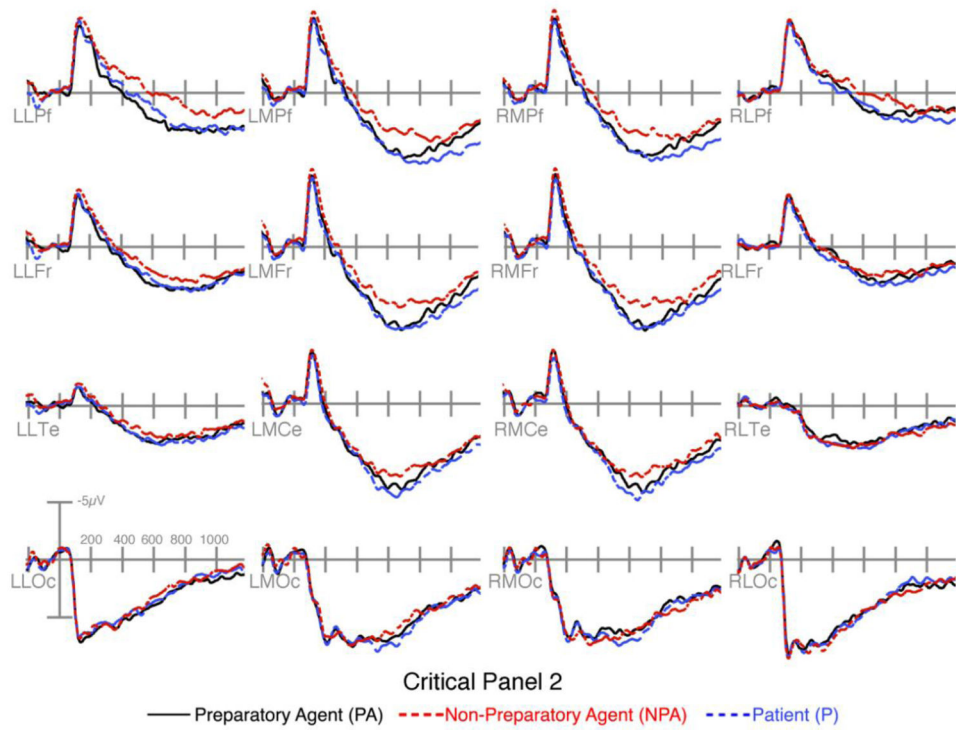 LLPf LMPf RMPf RLPf
LLFr LMFr RMFr RLFr
LLTe LMCe RMCe RLTe
-5µV
200 400 600 800 1000
LLOc LMOc RMOc RLOc
Critical Panel 2
Preparatory Agent (PA) Non-Preparatory Agent (NPA) Patient (P)